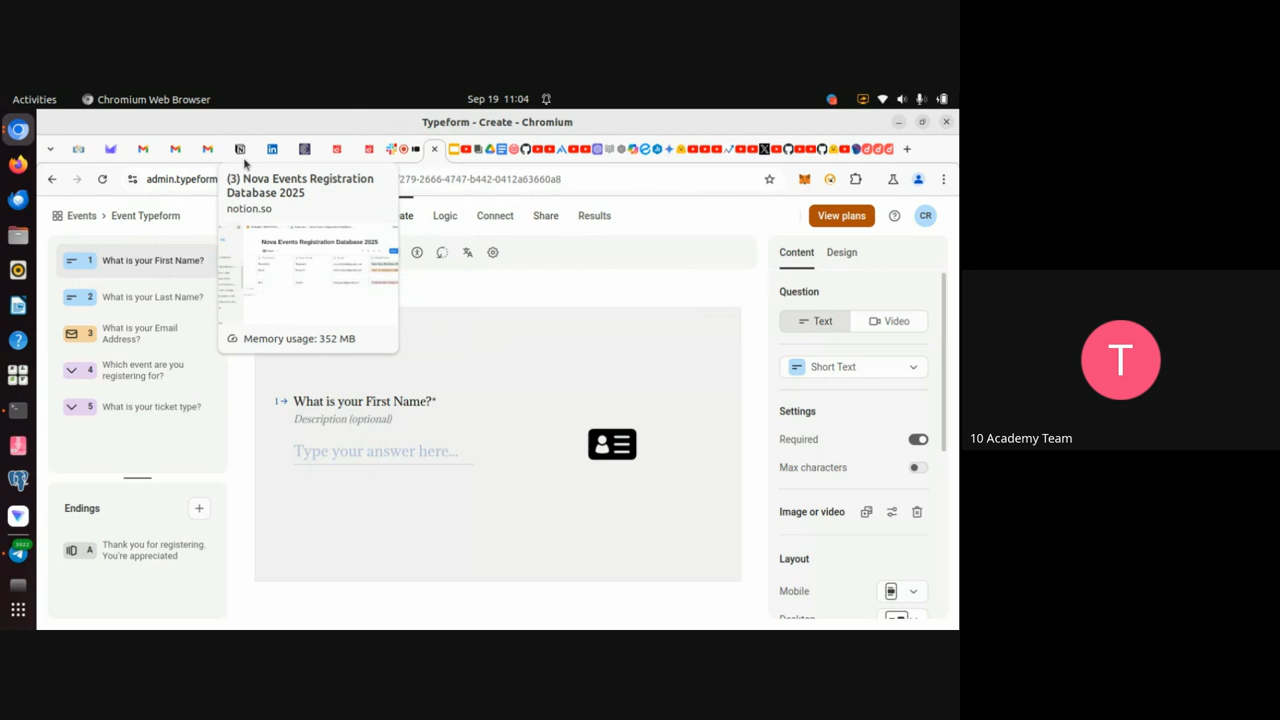 Activities
Chromium Web Browser
Sep 19 11:04
Typeform - Create - Chromium
admin.typeform
279-2666-4747-b442-0412a63660a8
(3) Nova Events Registration
Database 2025
notion.so
Nova Events Registration Database 2025
Memory usage: 352 MB
Events
Event Typeform
ate
Logic
Connect
Share
Results
View plans
CR
1 What is your First Name?
2 What is your Last Name?
3 What is your Email
Address?
4 Which event are you
registering for?
5 What is your ticket type?
Endings
A Thank you for registering.
You're appreciated
1 What is your First Name?*
Description (optional)
Type your answer here...
Content
Design
Question
Text
Video
Short Text
Settings
Required
Max characters
Image or video
Layout
Mobile
Desktop
T
10 Academy Team